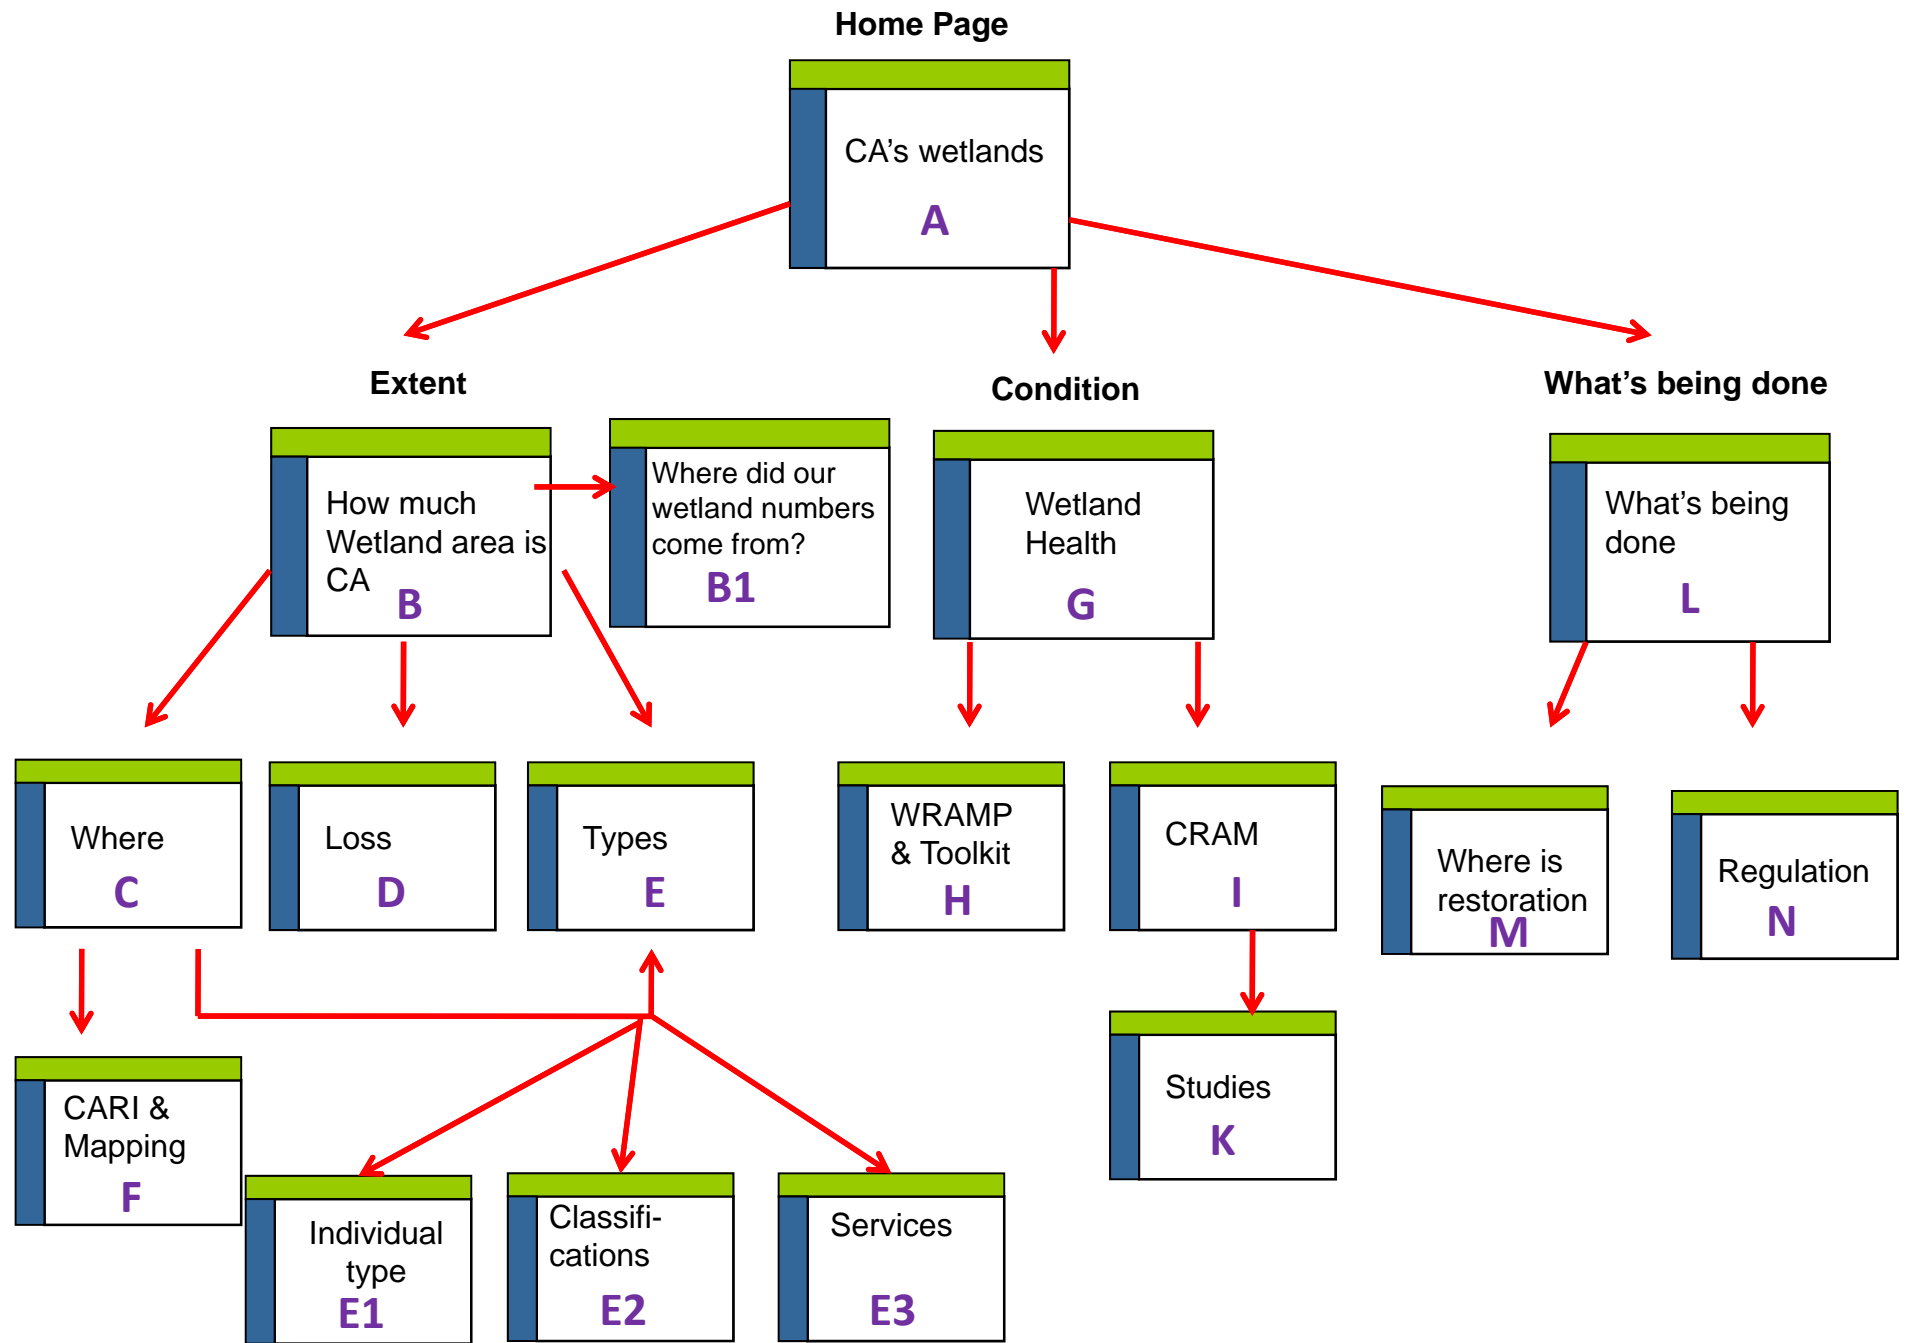 Home Page
CA's wetlands
A
Extent
Condition
What's being done
How much
Wetland area is
CA
B
Where did our
wetland numbers
come from?
B1
Wetland
Health
G
What's being
done
L
Where
C
Loss
D
Types
E
WRAMP
& Toolkit
H
CRAM
I
Where is
restoration
M
Regulation
N
CARI &
Mapping
F
Individual
type
E1
Classifi-
cations
E2
Services
E3
Studies
K